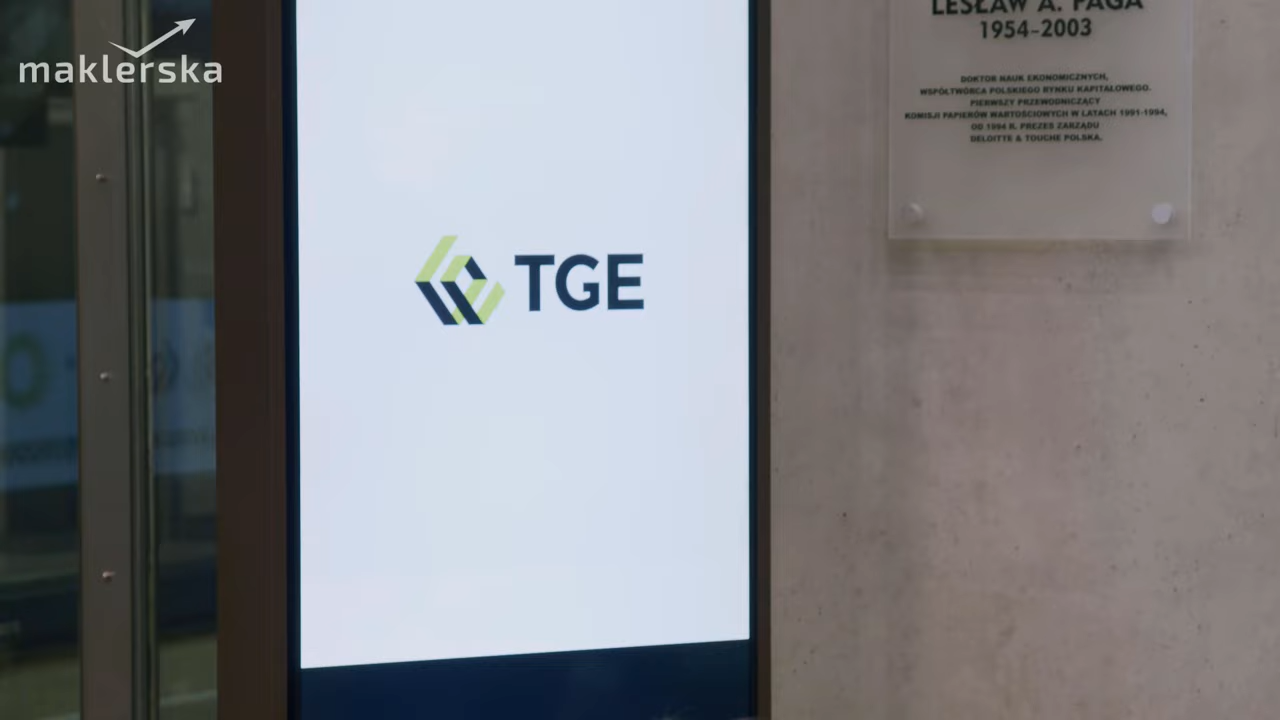 maklerska
TGE
LESŁAW A. PAGA
1954-2003
DOKTOR NAUK EKONOMICZNYCH,
WSPÓŁTWÓRCA POLSKIEGO RYNKU KAPITAŁOWEGO.
PIERWSZY PRZEWODNICZĄCY
KOMISJI PAPIERÓW WARTOŚCIOWYCH W LATACH 1991-1994,
OD 1994 R. PREZES ZARZĄDU
DELOITTE & TOUCHE POLSKA.